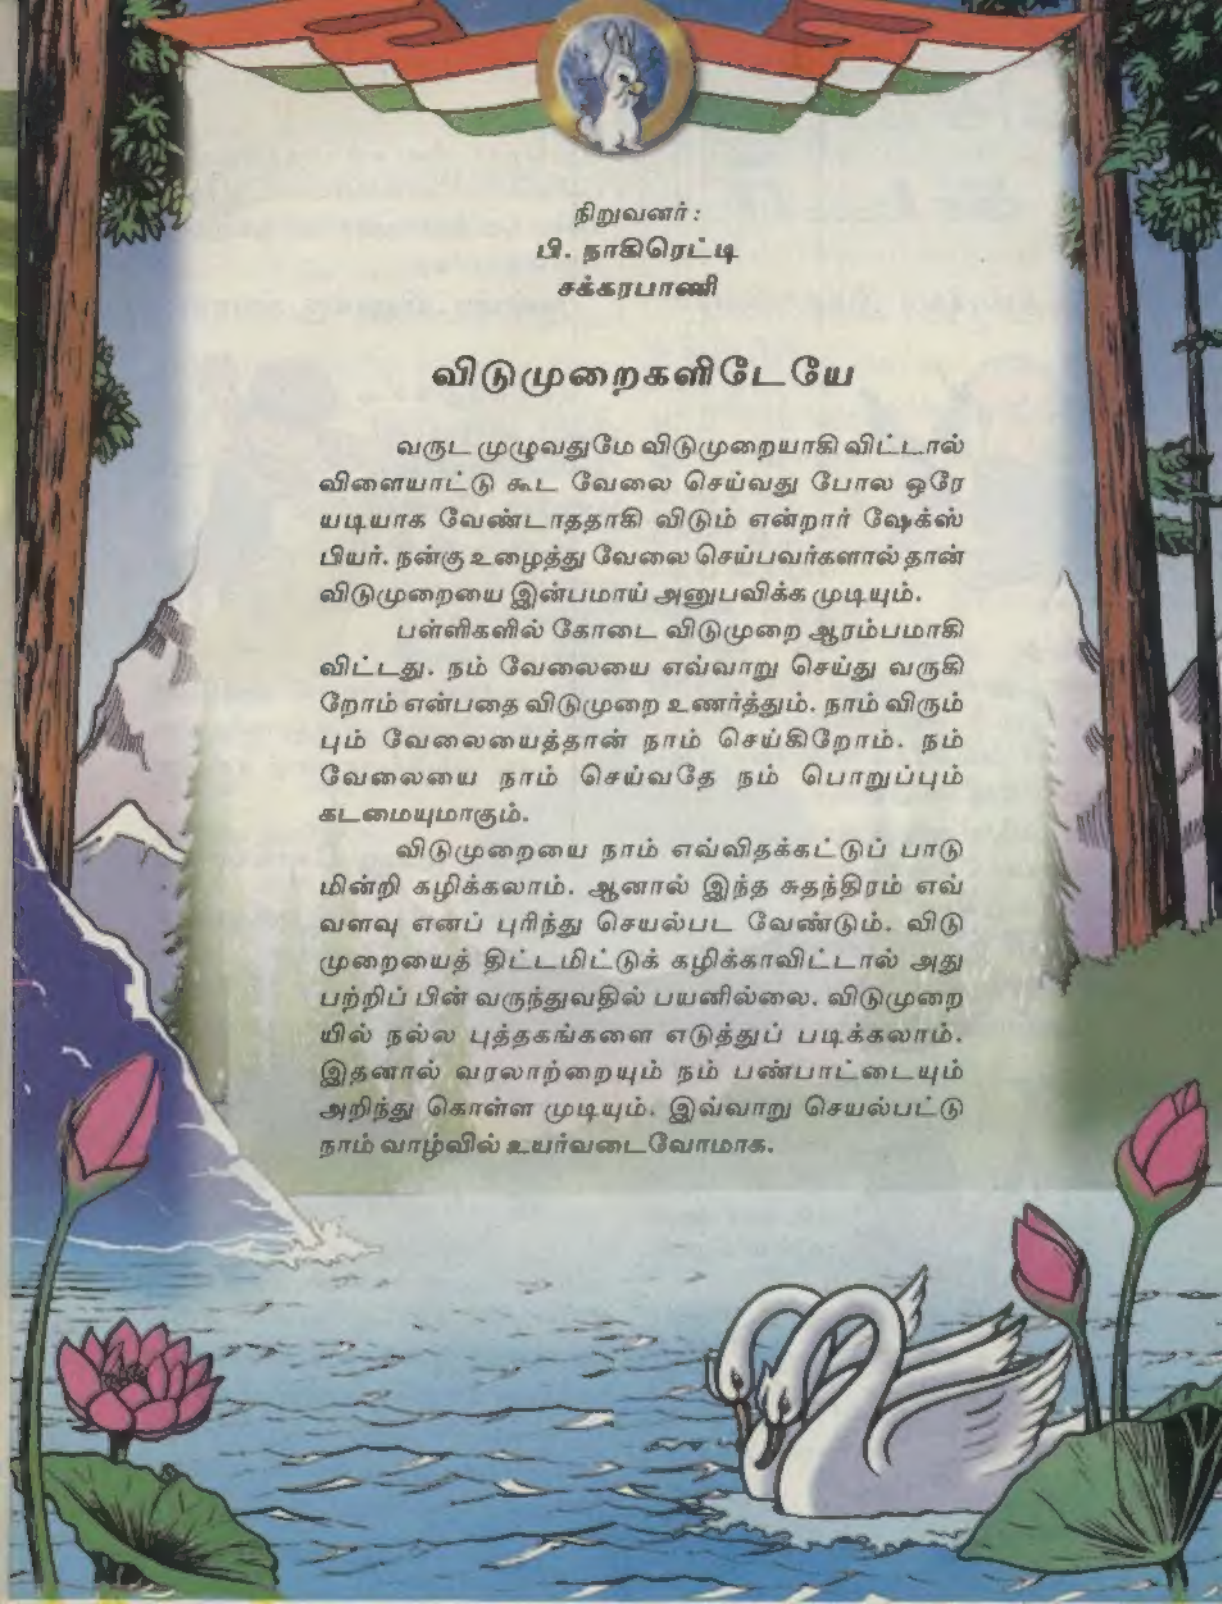 நிறுவனர் :
பி. நாகிரெட்டி
சக்கரபாணி
விடுமுறைகளிடேயே
வருட முழுவதுமே விடுமுறையாகி விட்டால்
விளையாட்டு கூட வேலை செய்வது போல ஒரே
யடியாக வேண்டாததாகி விடும் என்றார் ஷேக்ஸ்
பியர். நன்கு உழைத்து வேலை செய்பவர்களால் தான்
விடுமுறையை இன்பமாய் அனுபவிக்க முடியும்.
பள்ளிகளில் கோடை விடுமுறை ஆரம்பமாகி
விட்டது. நம் வேலையை எவ்வாறு செய்து வருகி
றோம் என்பதை விடுமுறை உணர்த்தும். நாம் விரும்
பும் வேலையைத்தான் நாம் செய்கிறோம். நம்
வேலையை நாம் செய்வதே நம் பொறுப்பும்
கடமையுமாகும்.
விடுமுறையை நாம் எவ்விதக்கட்டுப் பாடு
மின்றி கழிக்கலாம். ஆனால் இந்த சுதந்திரம் எவ்
வளவு எனப் புரிந்து செயல்பட வேண்டும். விடு
முறையைத் திட்டமிட்டுக் கழிக்காவிட்டால் அது
பற்றிப் பின் வருந்துவதில் பயனில்லை. விடுமுறை
யில் நல்ல புத்தகங்களை எடுத்துப் படிக்கலாம்.
இதனால் வரலாற்றையும் நம் பண்பாட்டையும்
அறிந்து கொள்ள முடியும். இவ்வாறு செயல்பட்டு
நாம் வாழ்வில் உயர்வடைவோமாக.